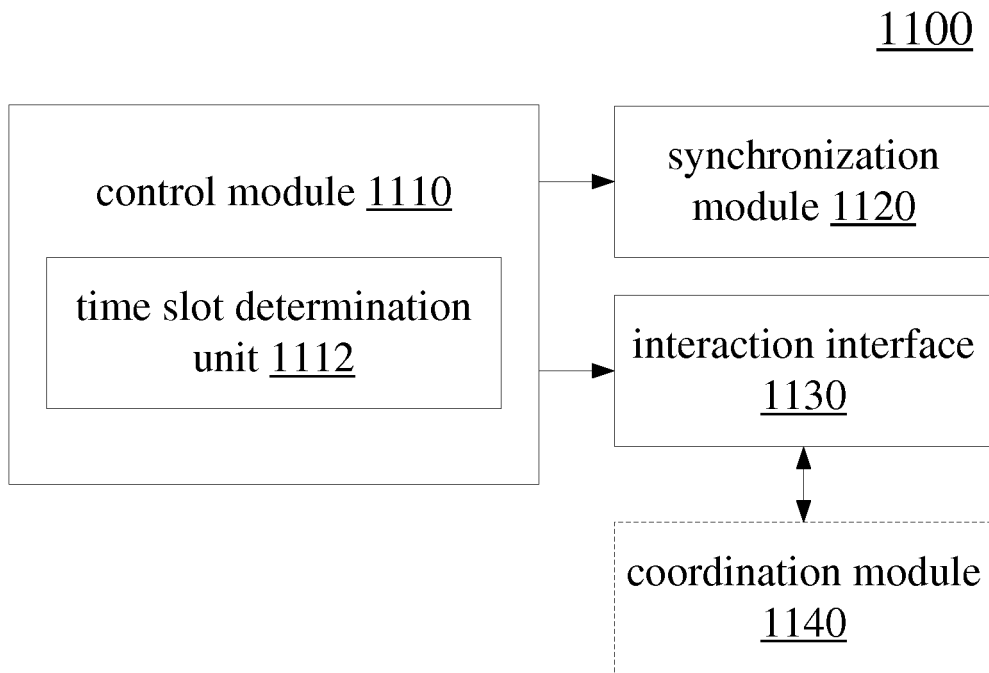 1100
control module 1110
time slot determination
unit 1112
synchronization
module 1120
interaction interface
1130
coordination module
1140